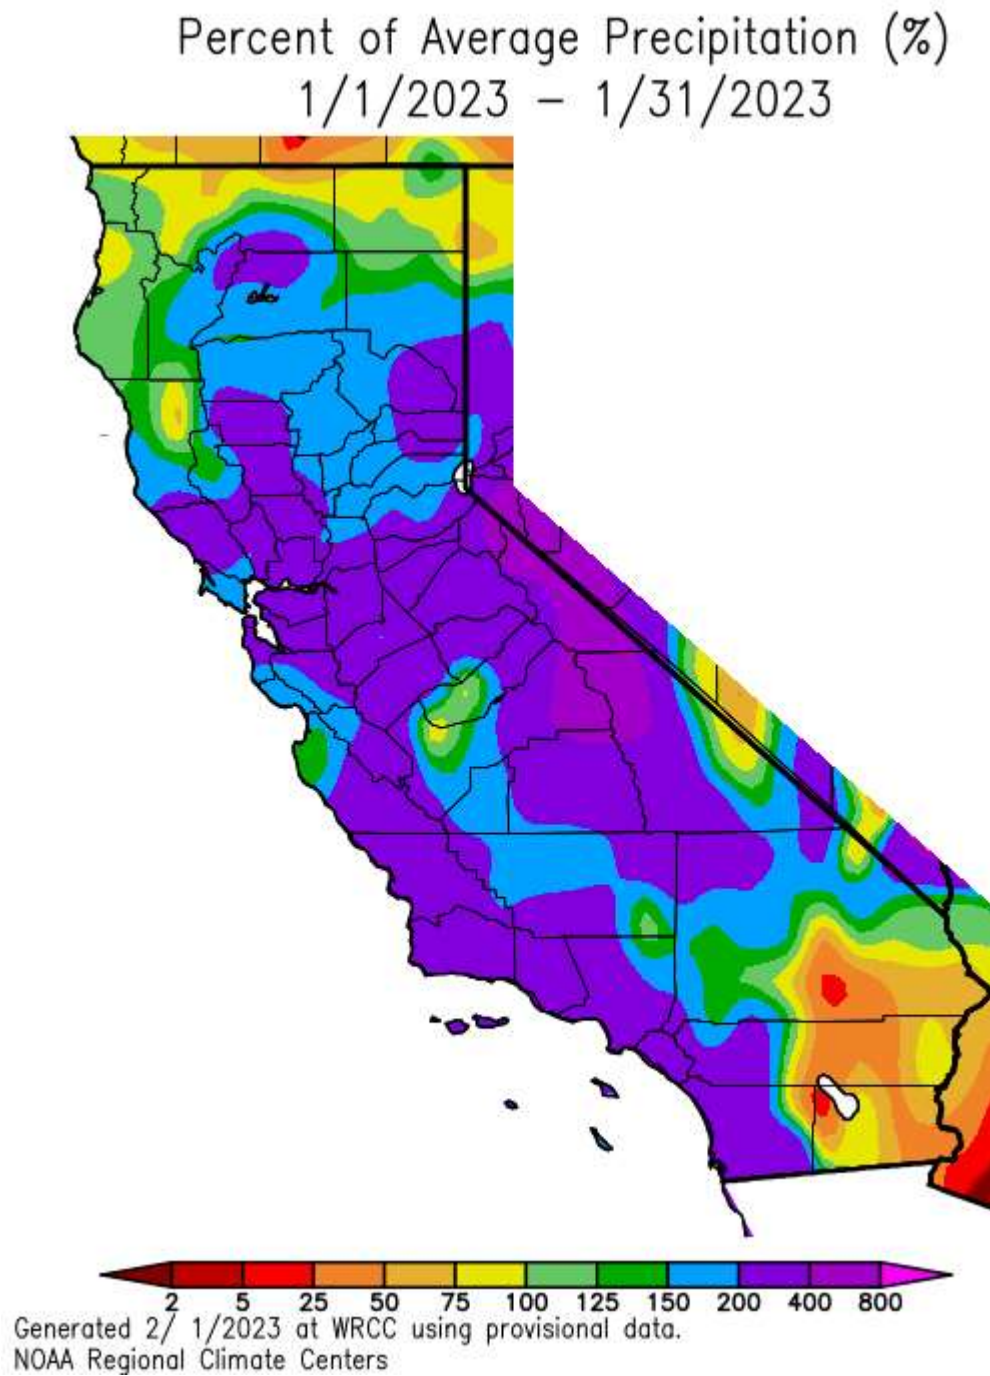 Percent of Average Precipitation (%)
1/1/2023 – 1/31/2023
2 5 25 50 75 100 125 150 200 400 800
Generated 2/ 1/2023 at WRCC using provisional data.
NOAA Regional Climate Centers